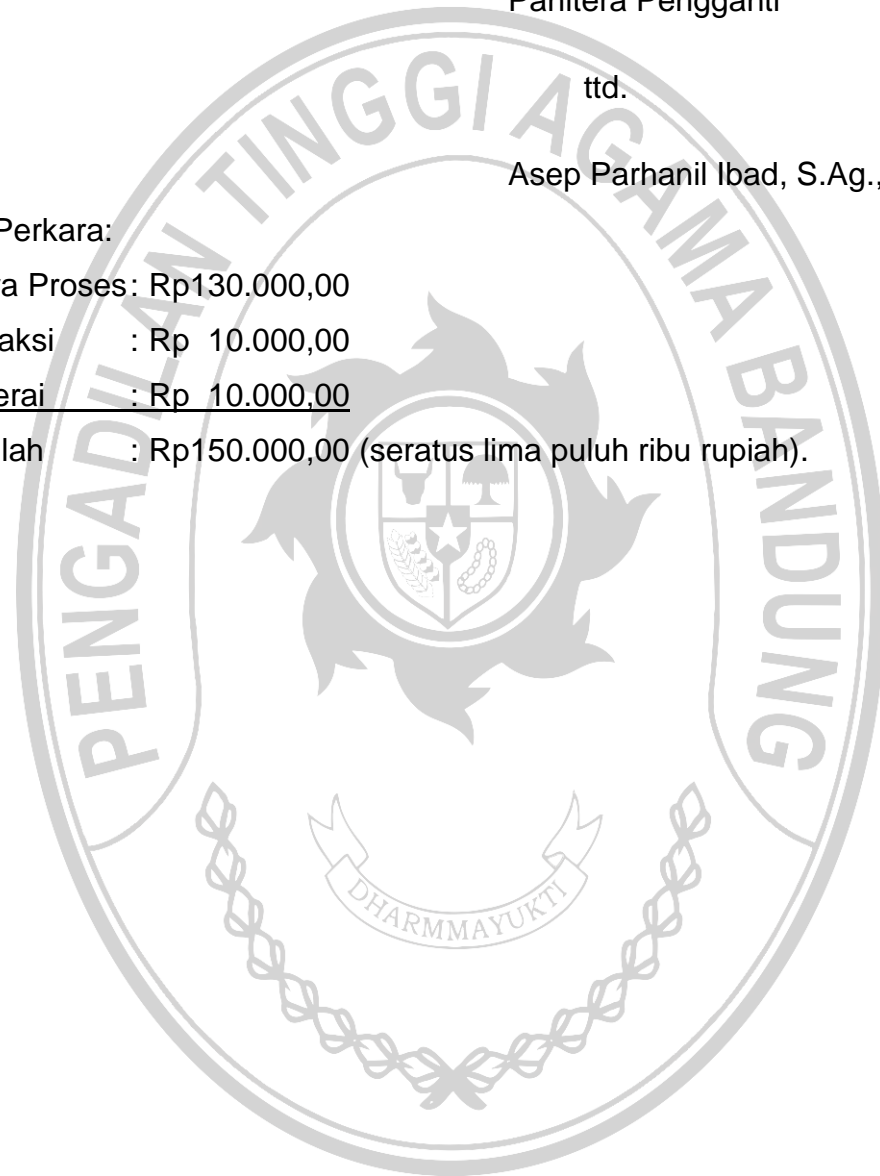 Panitera Pengganti
ttd.
Asep Parhanil Ibad, S.Ag.,
Perkara:
a Proses: Rp130.000,00
aksi : Rp 10.000,00
erai : Rp 10.000,00
lah : Rp150.000,00 (seratus lima puluh ribu rupiah).
PENGADILAN TINGGI AGAMA BANDUNG
DHARMMAYUKTI